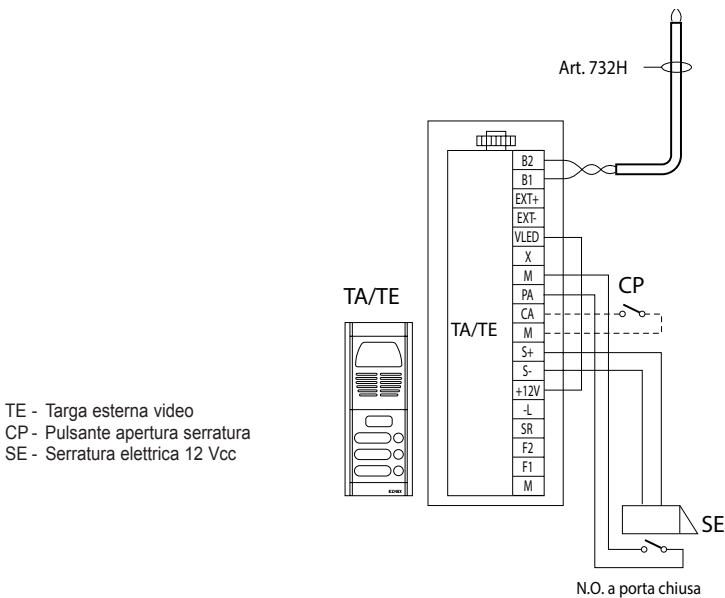 Art. 732H
B2
B1
EXT+
EXT-
VLED
X
M
PA
CA
M
S+
S-
+12V
-L
SR
F2
F1
M
TA/TE
TA/TE
CP
SE
N.O. a porta chiusa
TE - Targa esterna video
CP - Pulsante apertura serratura
SE - Serratura elettrica 12 Vcc